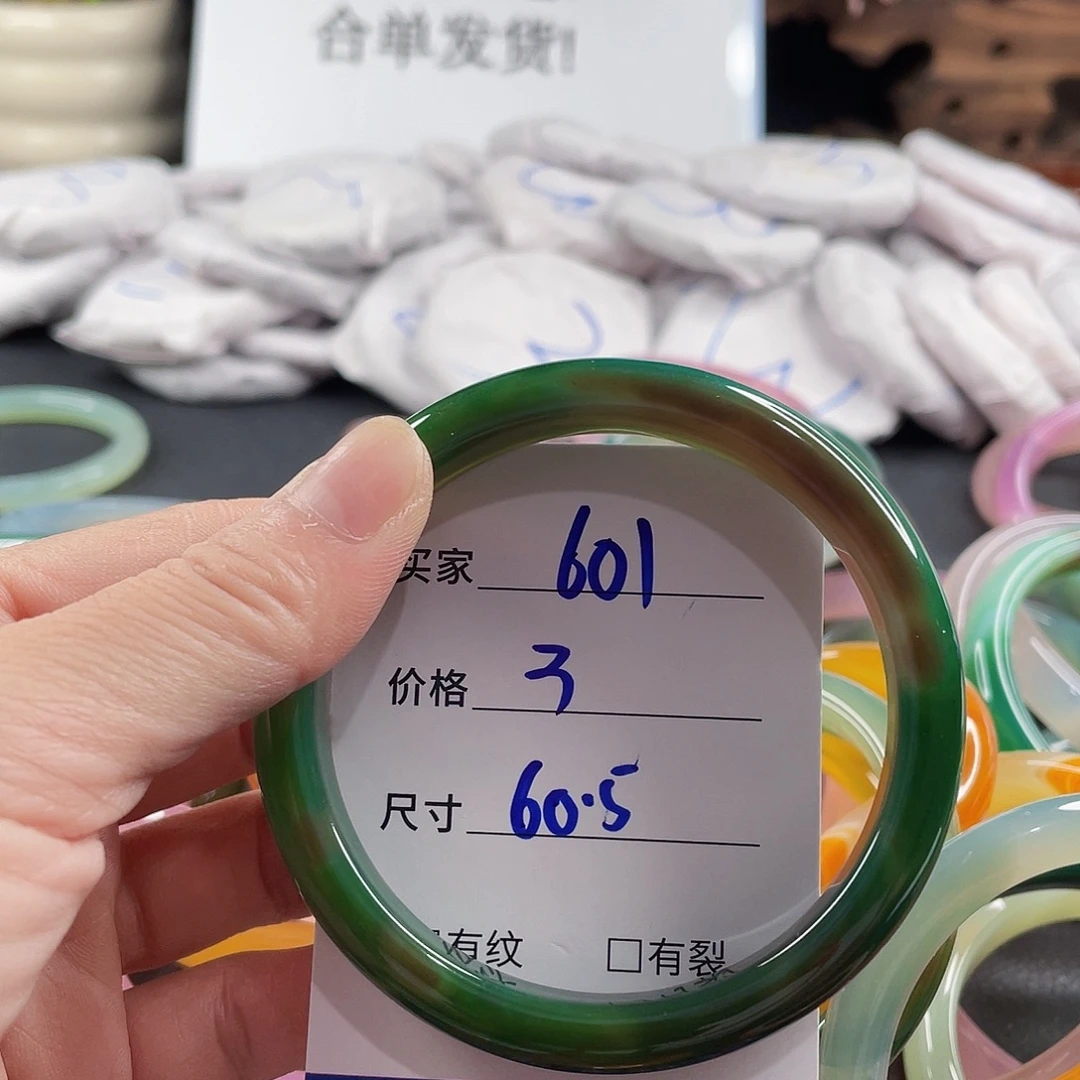 合单发货!
买家 601
价格 3
尺寸 60.5
有纹 □有裂